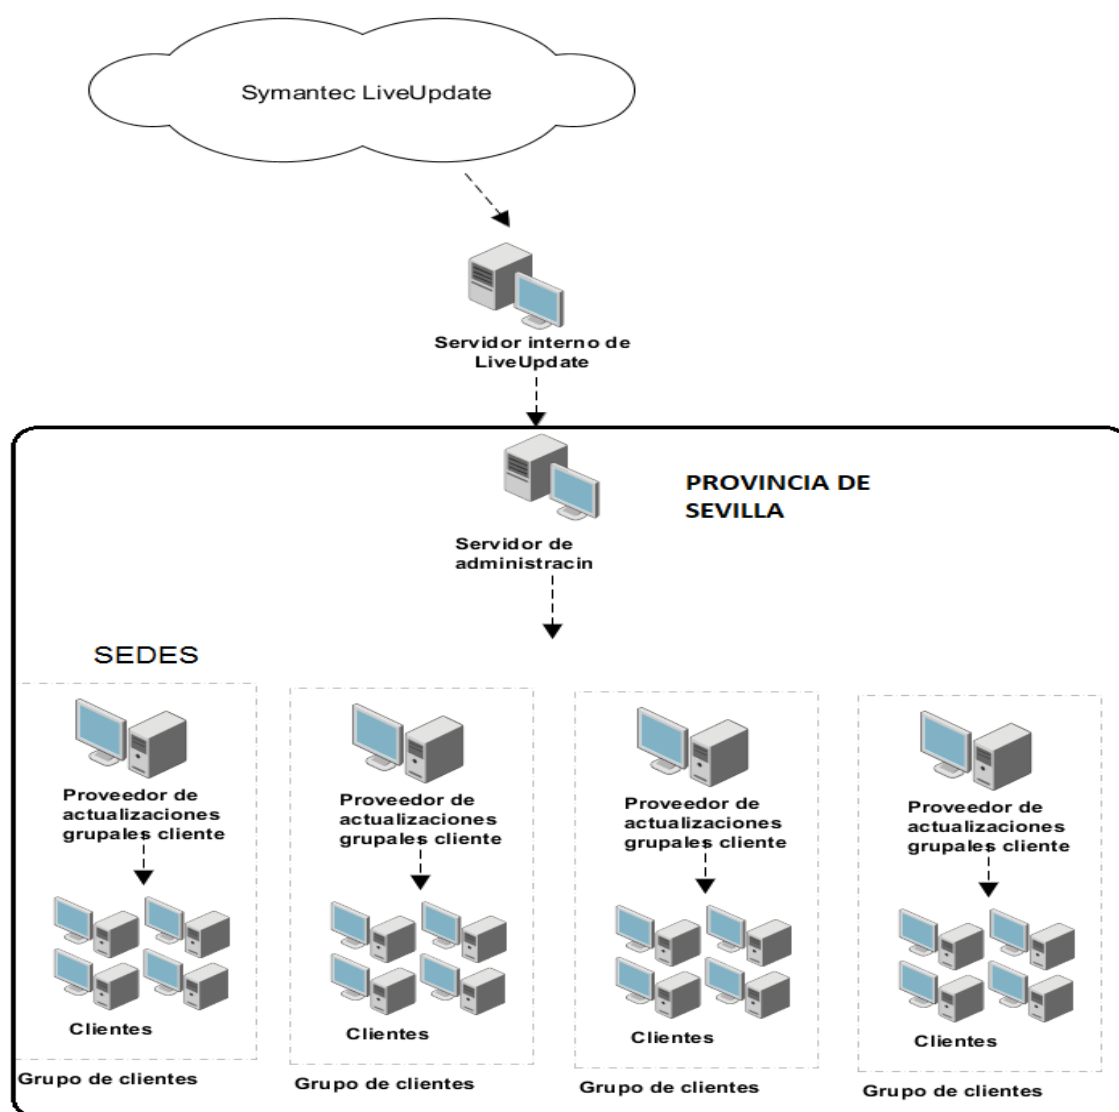 Symantec LiveUpdate
Servidor interno de
LiveUpdate
PROVINCIA DE
SEVILLA
Servidor de
administracin
SEDES
Proveedor de
actualizaciones
grupales cliente
Clientes
Grupo de clientes
Proveedor de
actualizaciones
grupales cliente
Clientes
Grupo de clientes
Proveedor de
actualizaciones
grupales cliente
Clientes
Grupo de clientes
Proveedor de
actualizaciones
grupales cliente
Clientes
Grupo de clientes